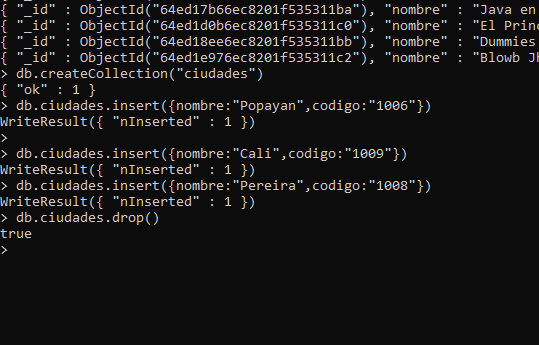 { "_id" : ObjectId("64ed17b66ec8201f535311ba"), "nombre" : "Java en
{ "_id" : ObjectId("64ed1d0b6ec8201f535311c0"), "nombre" : "El Prin
{ "_id" : ObjectId("64ed18ee6ec8201f535311bb"), "nombre" : "Dummies
{ "_id" : ObjectId("64ed1e976ec8201f535311c2"), "nombre" : "Blowb Jh
> db.createCollection("ciudades")
{ "ok" : 1 }
> db.ciudades.insert({nombre:"Popayan",codigo:"1006"})
WriteResult({ "nInserted" : 1 })
>
> db.ciudades.insert({nombre:"Cali",codigo:"1009"})
WriteResult({ "nInserted" : 1 })
> db.ciudades.insert({nombre:"Pereira",codigo:"1008"})
WriteResult({ "nInserted" : 1 })
> db.ciudades.drop()
true
>